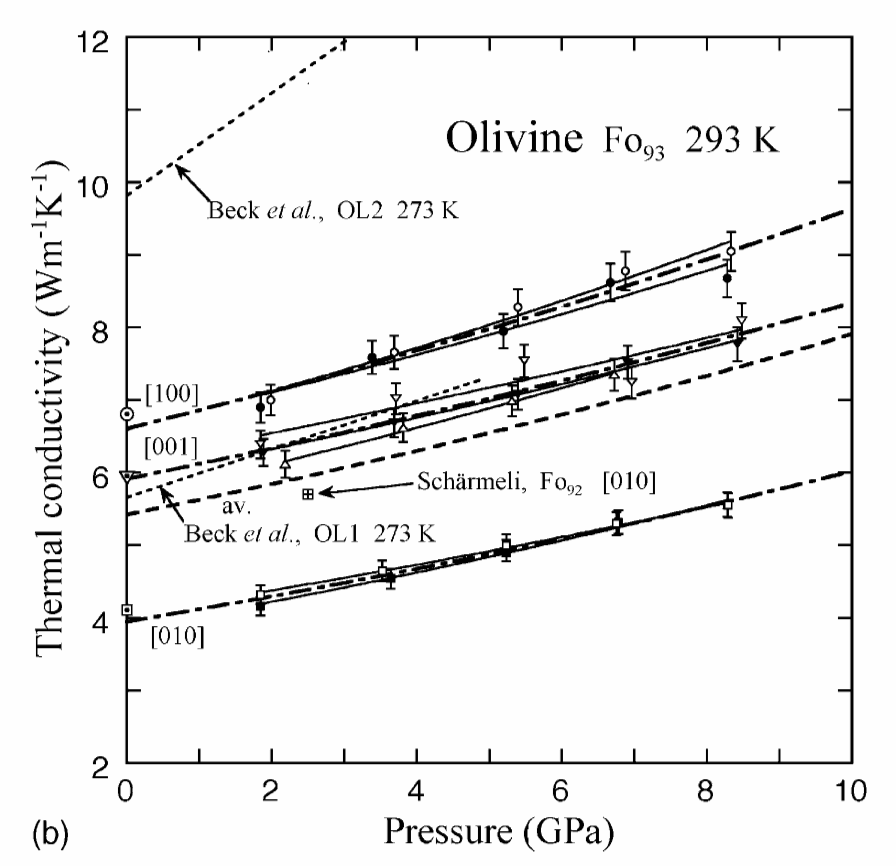 12
Olivine Fo93 293 K
10
Beck et al., OL2 273 K
8
[100]
[001]
6
Schärmeli, Fo92 [010]
av.
Beck et al., OL1 273 K
4
[010]
2
0 2 4 6 8 10
Thermal conductivity (Wm-1K-1)
(b)
Pressure (GPa)